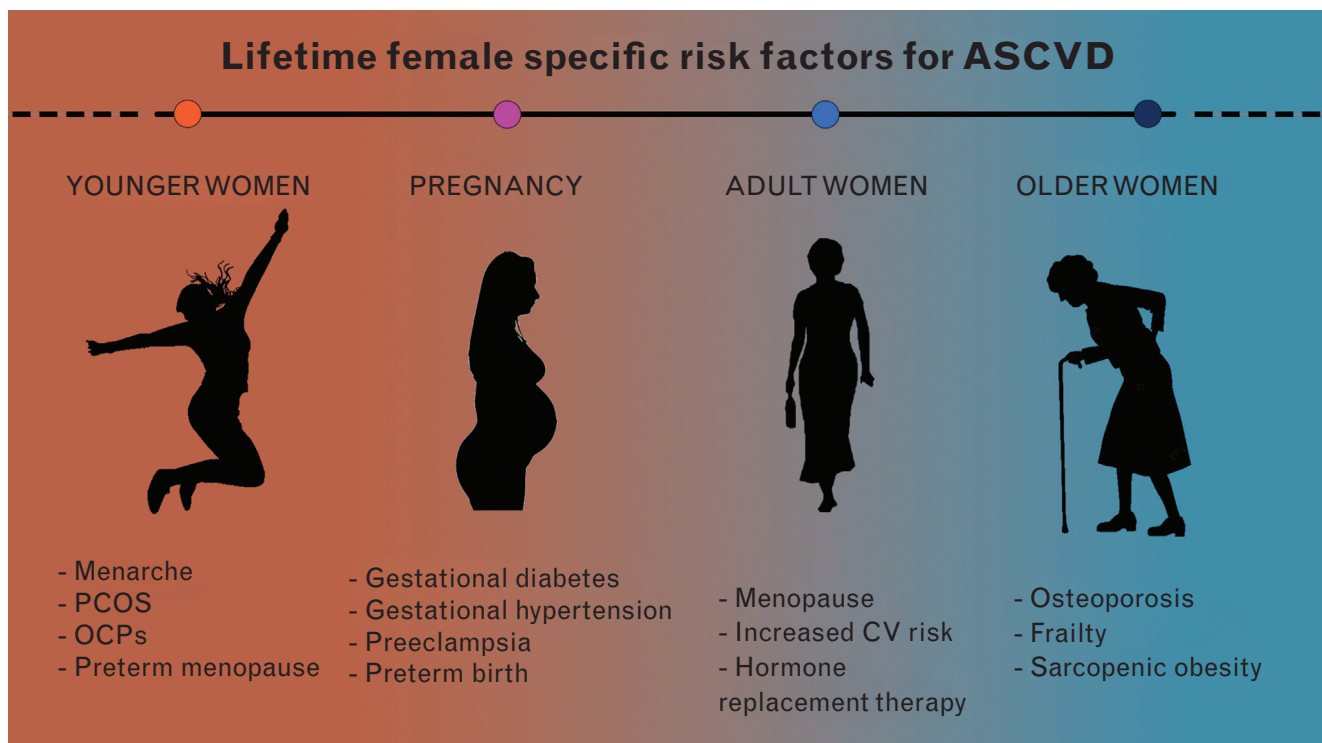 Lifetime female specific risk factors for ASCVD
YOUNGER WOMEN
- Menarche
- PCOS
- OCPs
- Preterm menopause
PREGNANCY
- Gestational diabetes
- Gestational hypertension
- Preeclampsia
- Preterm birth
ADULT WOMEN
- Menopause
- Increased CV risk
- Hormone
replacement therapy
OLDER WOMEN
- Osteoporosis
- Frailty
- Sarcopenic obesity